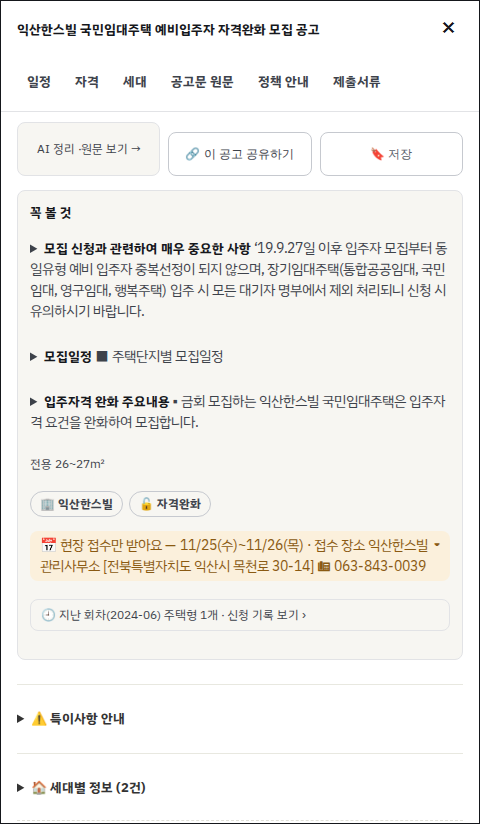 익산한스빌 국민임대주택 예비입주자 자격완화 모집 공고 ✕
일정 자격 세대 공고문 원문 정책 안내 제출서류
AI 정리 ·원문 보기 →
🔗 이 공고 공유하기
🔖 저장
꼭 볼 것
▶ 모집 신청과 관련하여 매우 중요한 사항 ‘19.9.27일 이후 입주자 모집부터 동
일유형 예비 입주자 중복선정이 되지 않으며, 장기임대주택(통합공공임대, 국민
임대, 영구임대, 행복주택) 입주 시 모든 대기자 명부에서 제외 처리되니 신청 시
유의하시기 바랍니다.
▶ 모집일정 ■ 주택단지별 모집일정
▶ 입주자격 완화 주요내용 ▪ 금회 모집하는 익산한스빌 국민임대주택은 입주자
격 요건을 완화하여 모집합니다.
전용 26~27m²
🏢 익산한스빌 🔓 자격완화
📅 현장 접수만 받아요 — 11/25(수)~11/26(목) · 접수 장소 익산한스빌
관리사무소 [전북특별자치도 익산시 목천로 30-14] 📠 063-843-0039
🕘 지난 회차(2024-06) 주택형 1개 · 신청 기록 보기 ›
▶ ⚠️ 특이사항 안내
▶ 🏠 세대별 정보 (2건)